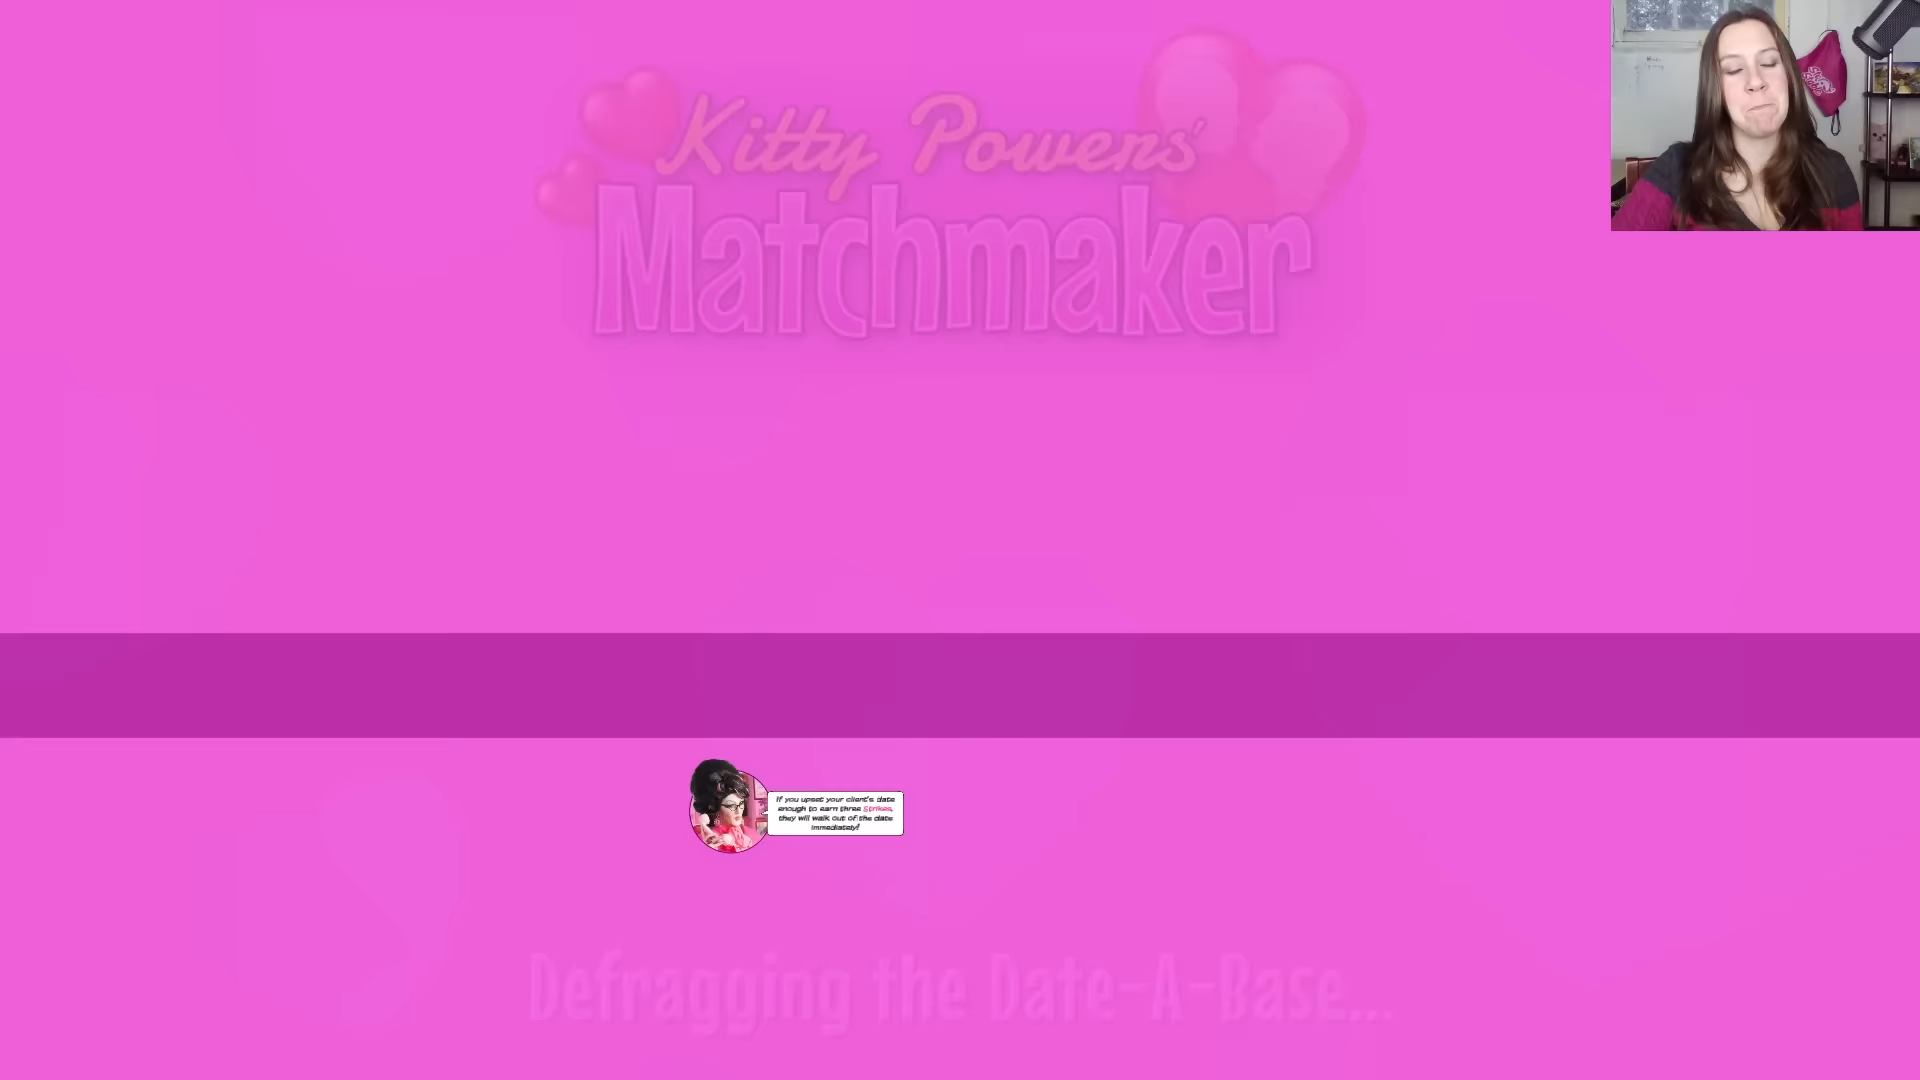 Kitty Powers'
Matchmaker
If you upset your client's date
enough to earn three Strikes,
they will walk out of the date
immediately!
Defragging the Date-A-Base...